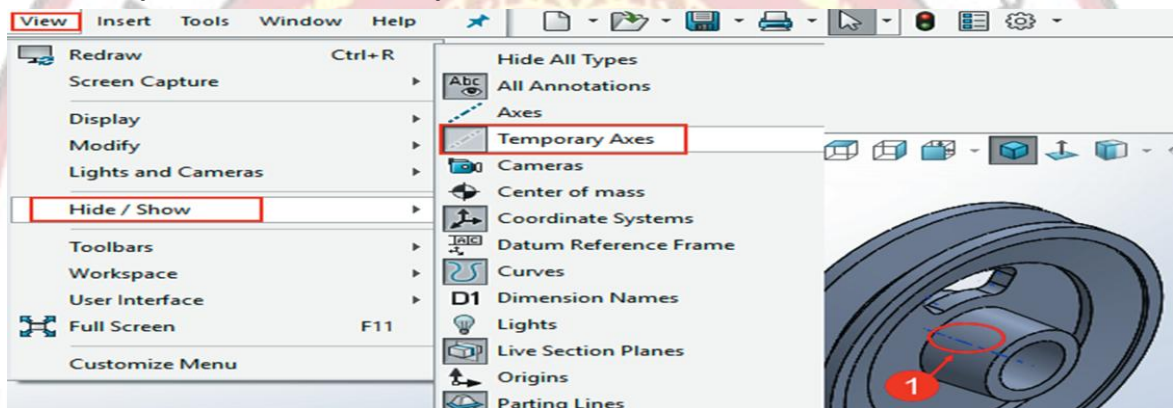 View Insert Tools Window Help
Redraw Ctrl+R
Screen Capture
Display
Modify
Lights and Cameras
Hide / Show
Toolbars
Workspace
User Interface
Full Screen F11
Customize Menu
Hide All Types
Abc All Annotations
Axes
Temporary Axes
Cameras
Center of mass
Coordinate Systems
Datum Reference Frame
Curves
D1 Dimension Names
Lights
Live Section Planes
Origins
Parting Lines
1